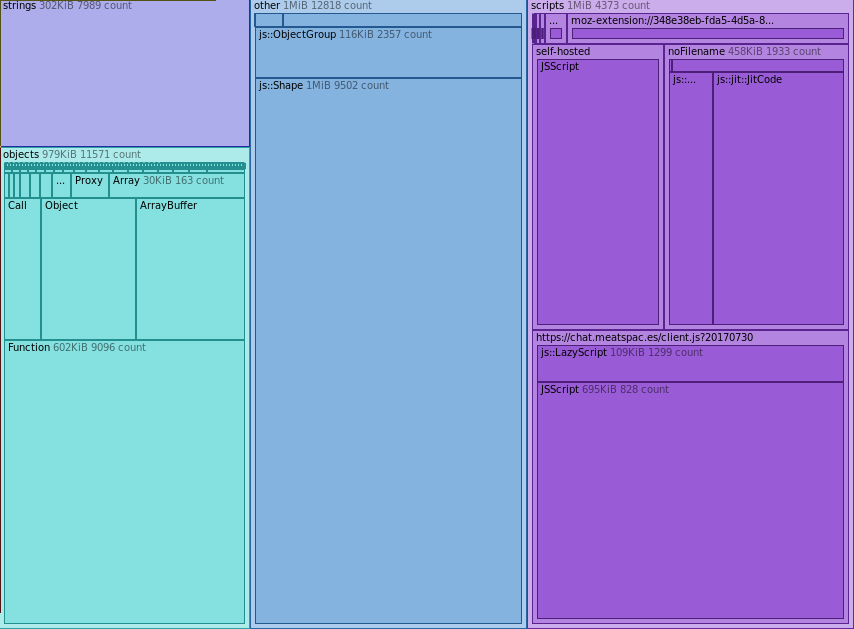 strings 302KiB 7989 count
objects 979KiB 11571 count
...
Proxy
Array 30KiB 163 count
Call
Object
ArrayBuffer
Function 602KiB 9096 count
other 1MiB 12818 count
js::ObjectGroup 116KiB 2357 count
js::Shape 1MiB 9502 count
scripts 1MiB 4373 count
...
moz-extension://348e38eb-fda5-4d5a-8...
self-hosted
JSScript
noFilename 458KiB 1933 count
js::...
js::jit::JitCode
https://chat.meatspac.es/client.js?20170730
js::LazyScript 109KiB 1299 count
JSScript 695KiB 828 count